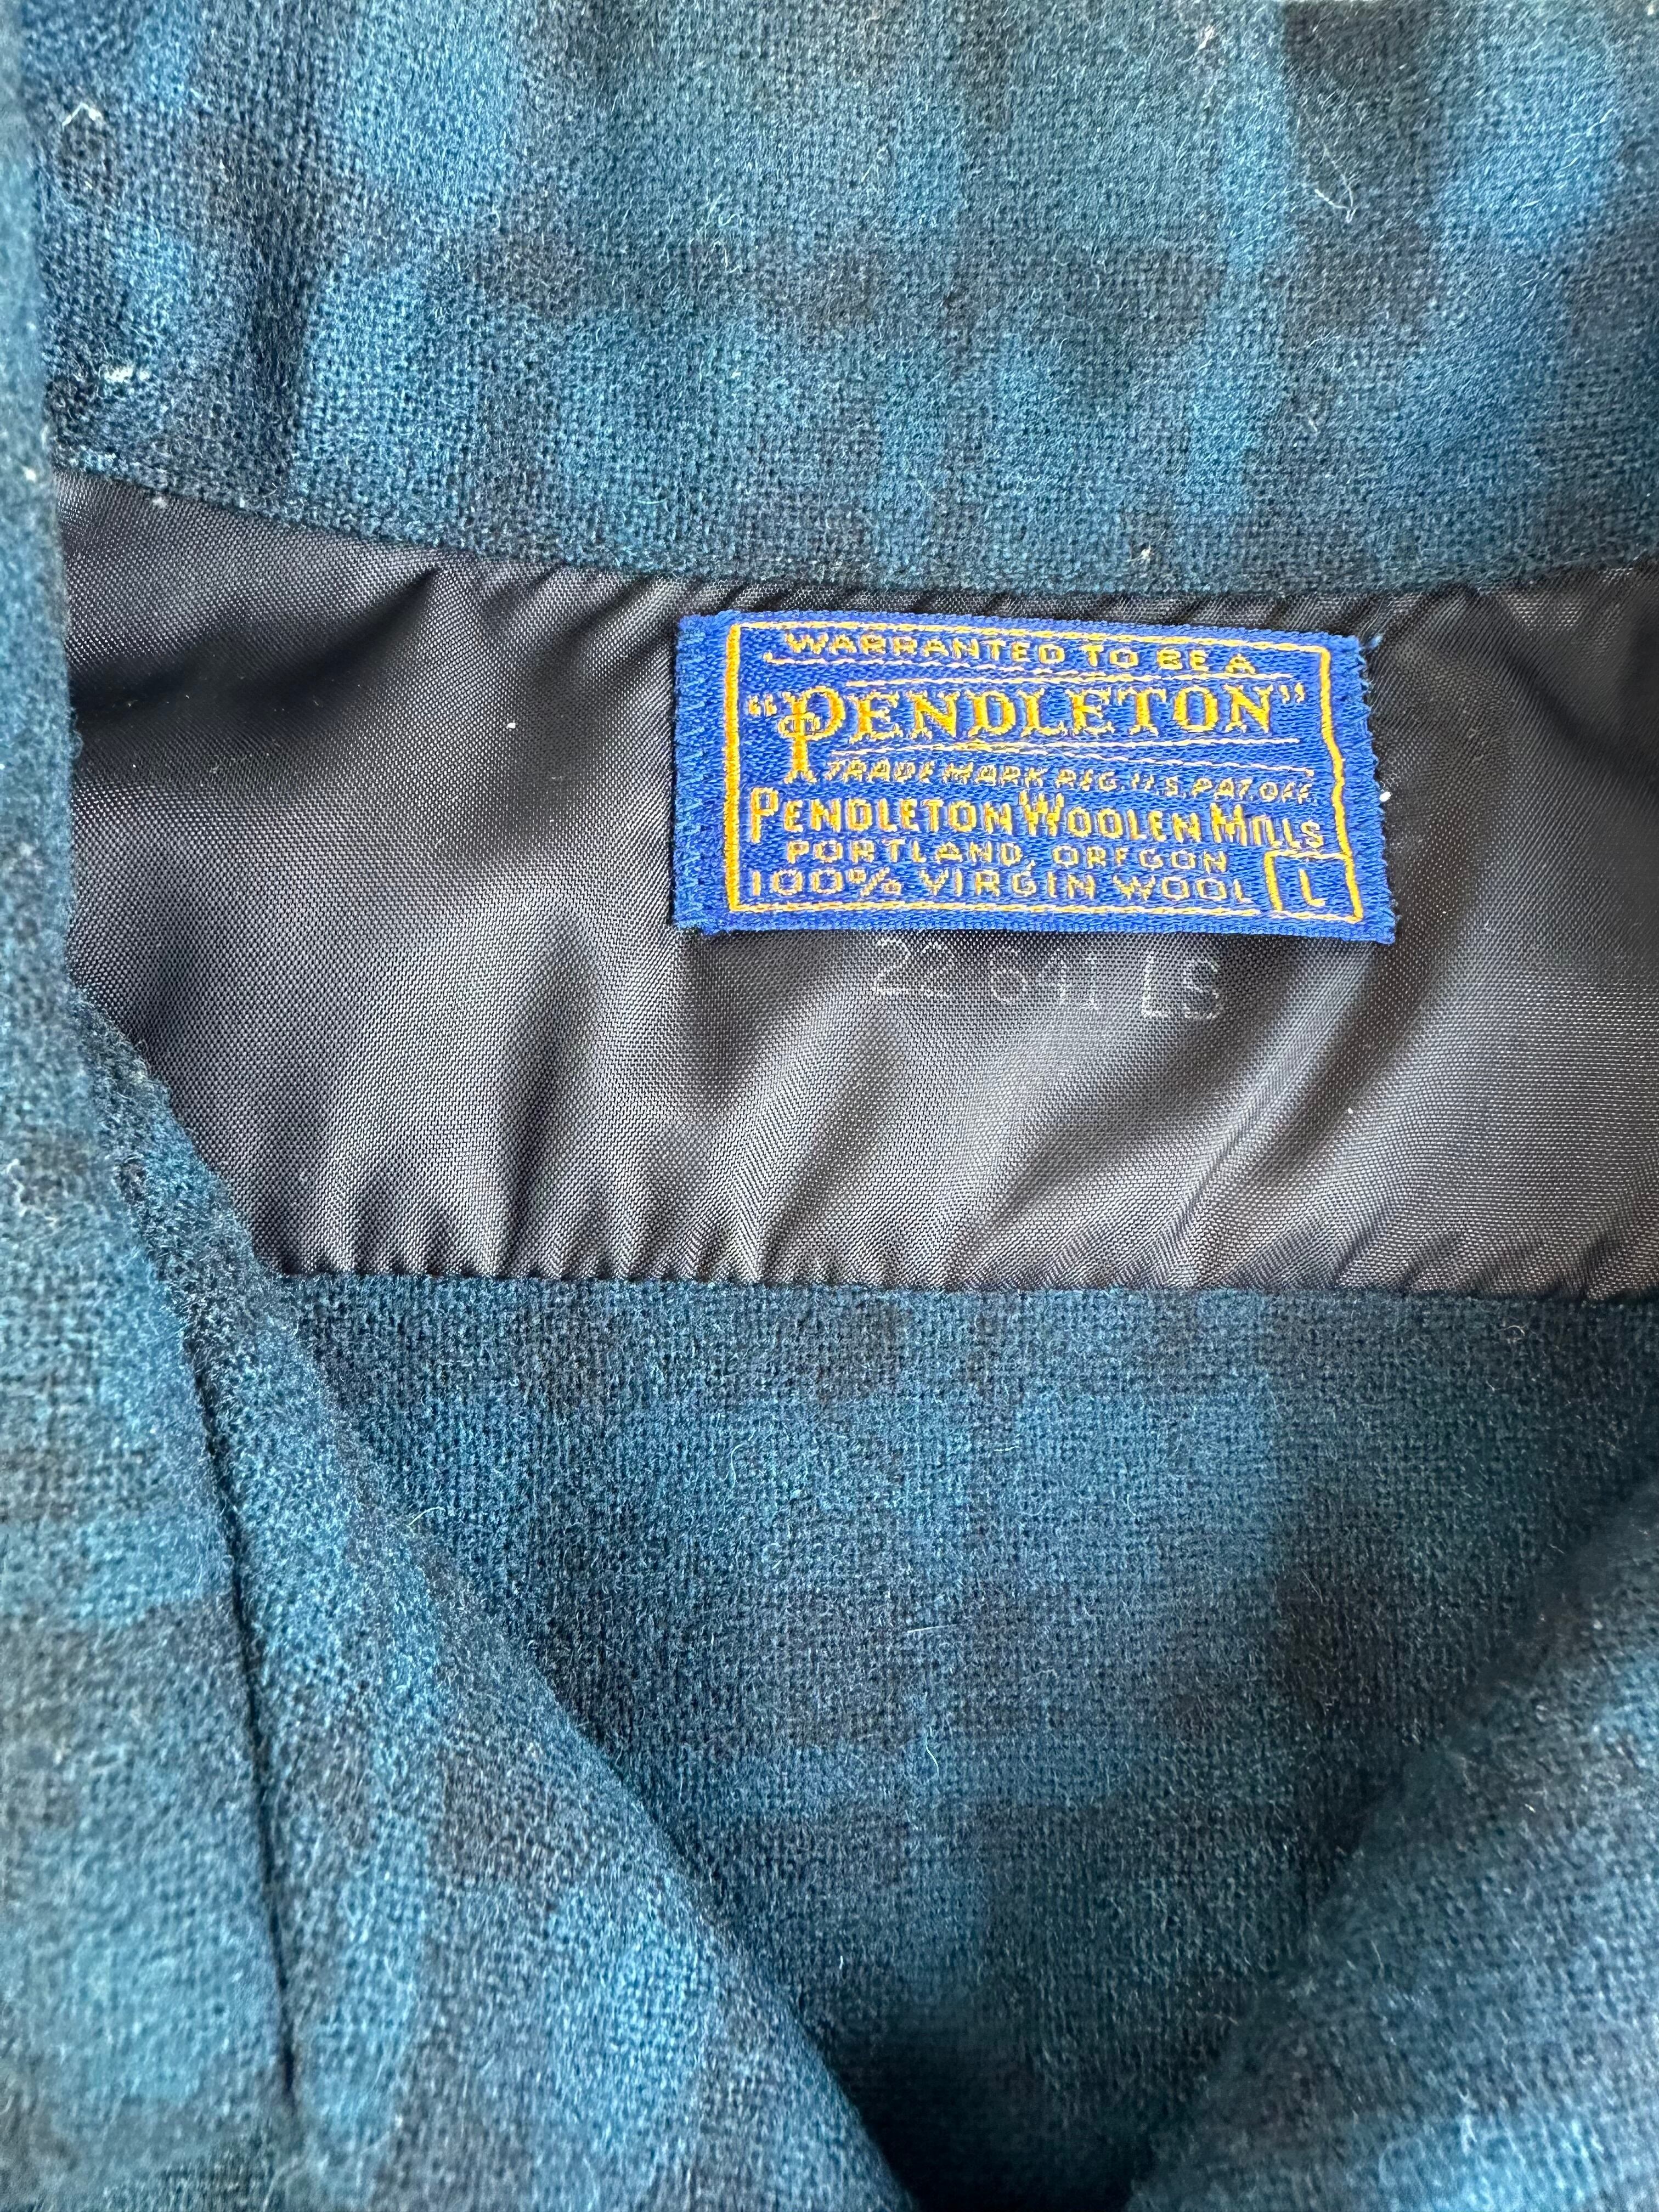 WARRANTED TO BE A
"PENDLETON"
TRADE MARK REG. U.S. PAT. OFF.
PENDLETON WOOLEN MILLS
PORTLAND, OREGON
100% VIRGIN WOOL L